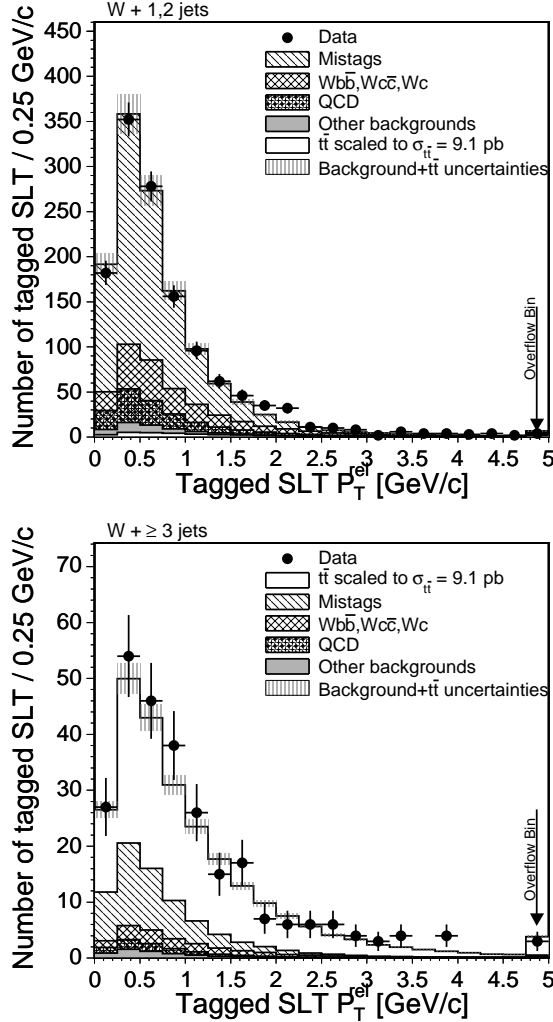 W + 1,2 jets
Number of tagged SLT / 0.25 GeV/c
450
400
350
300
250
200
150
100
50
0
Data
Mistags
Wbb̅,Wcc̅,Wc
QCD
Other backgrounds
tt̅ scaled to σtt̅ = 9.1 pb
Background+tt̅ uncertainties
Overflow Bin
0 0.5 1 1.5 2 2.5 3 3.5 4 4.5 5
Tagged SLT P_T^rel [GeV/c]
W + ≥ 3 jets
Number of tagged SLT / 0.25 GeV/c
70
60
50
40
30
20
10
0
Data
tt̅ scaled to σtt̅ = 9.1 pb
Mistags
Wbb̅,Wcc̅,Wc
QCD
Other backgrounds
Background+tt̅ uncertainties
Overflow Bin
0 0.5 1 1.5 2 2.5 3 3.5 4 4.5 5
Tagged SLT P_T^rel [GeV/c]